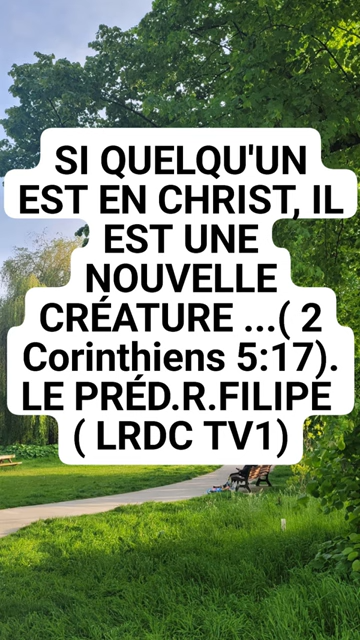 SI QUELQU'UN
EST EN CHRIST, IL
EST UNE
NOUVELLE
CRÉATURE ...( 2
Corinthiens 5:17).
LE PRÉD.R.FILIPE
( LRDC TV1)